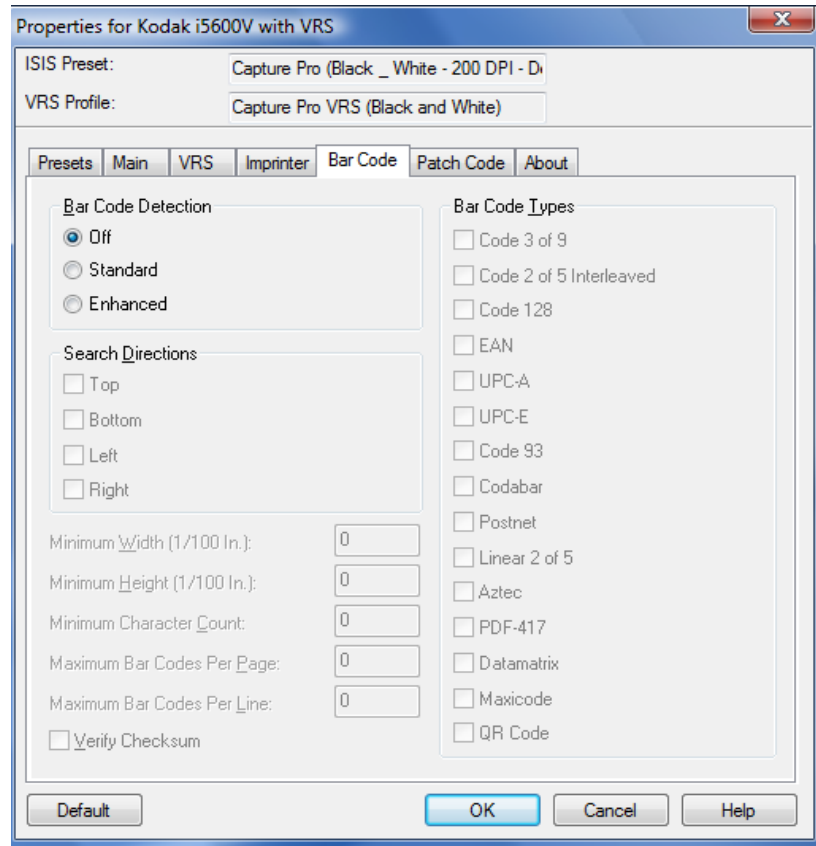 Properties for Kodak i5600V with VRS
ISIS Preset:
Capture Pro (Black _ White - 200 DPI - D
VRS Profile:
Capture Pro VRS (Black and White)
Presets Main VRS Imprinter Bar Code Patch Code About
Bar Code Detection
Off
Standard
Enhanced
Search Directions
Top
Bottom
Left
Right
Minimum Width (1/100 In.): 0
Minimum Height (1/100 In.): 0
Minimum Character Count: 0
Maximum Bar Codes Per Page: 0
Maximum Bar Codes Per Line: 0
Verify Checksum
Bar Code Types
Code 3 of 9
Code 2 of 5 Interleaved
Code 128
EAN
UPC-A
UPC-E
Code 93
Codabar
Postnet
Linear 2 of 5
Aztec
PDF-417
Datamatrix
Maxicode
QR Code
Default OK Cancel Help